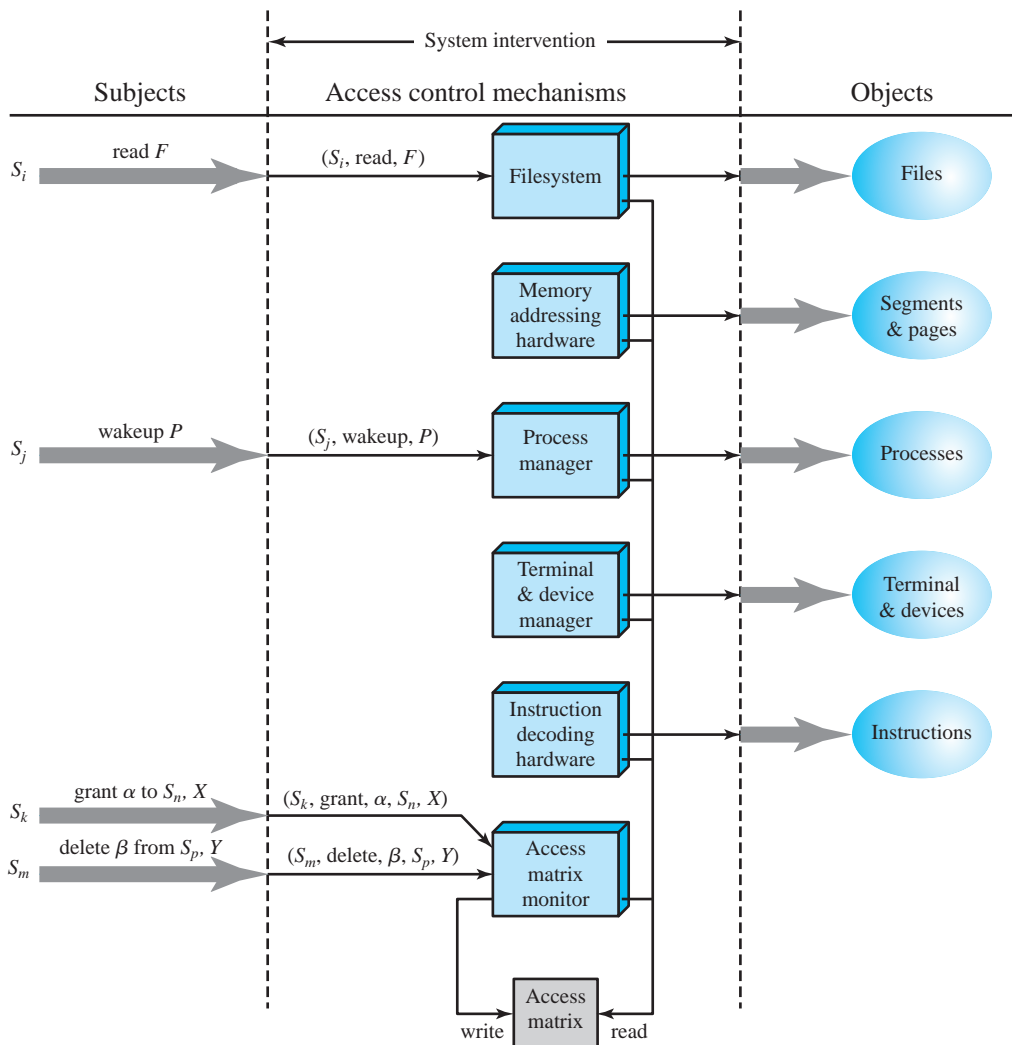 System intervention
Subjects
Access control mechanisms
Objects
S_i
read F
(S_i, read, F)
Filesystem
Files
Memory
addressing
hardware
Segments
& pages
S_j
wakeup P
(S_j, wakeup, P)
Process
manager
Processes
Terminal
& device
manager
Terminal
& devices
Instruction
decoding
hardware
Instructions
S_k
grant α to S_n, X
(S_k, grant, α, S_n, X)
S_m
delete β from S_p, Y
(S_m, delete, β, S_p, Y)
Access
matrix
monitor
write
Access
matrix
read